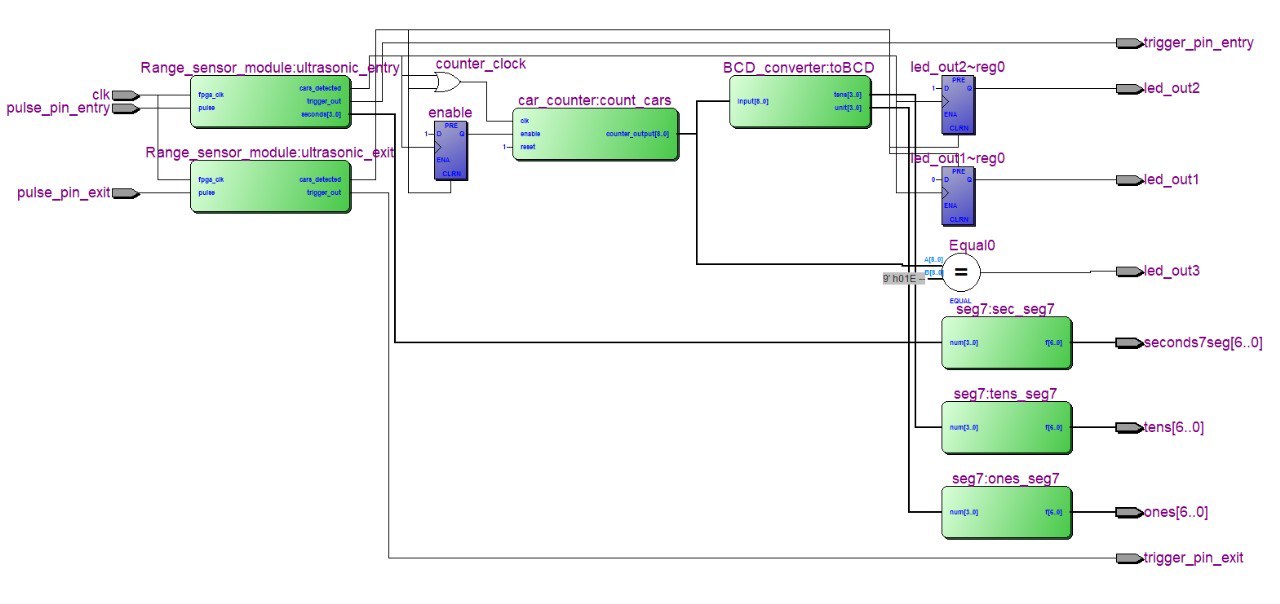 trigger_pin_entry
Range_sensor_module:ultrasonic_entry
counter_clock
BCD_converter:toBCD
led_out2~reg0
clk
pulse_pin_entry
fpga_clk
pulse
cars_detected
trigger_out
seconds[3..0]
enable
1
PRE
D
Q
ENA
CLRN
car_counter:count_cars
clk
enable
1
reset
counter_output[8..0]
input[8..0]
tens[3..0]
unit[3..0]
1
PRE
D
Q
ENA
CLRN
led_out2
Range_sensor_module:ultrasonic_exit
pulse_pin_exit
fpga_clk
pulse
cars_detected
trigger_out
led_out1~reg0
0
PRE
D
Q
ENA
CLRN
led_out1
Equal0
A[8..0]
B[8..0]
9' h01E --
=
EQUAL
led_out3
seg7:sec_seg7
num[3..0]
f[6..0]
seconds7seg[6..0]
seg7:tens_seg7
num[3..0]
f[6..0]
tens[6..0]
seg7:ones_seg7
num[3..0]
f[6..0]
ones[6..0]
trigger_pin_exit